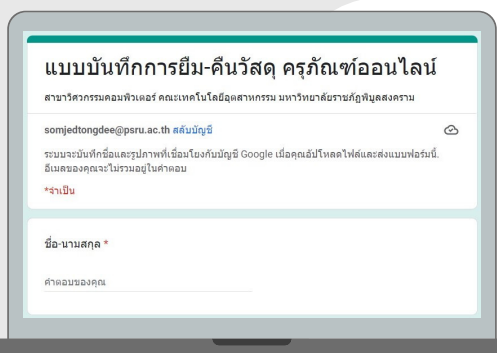 แบบบันทึกการยืม-คืนวัสดุ ครุภัณฑ์ออนไลน์
สาขาวิศวกรรมคอมพิวเตอร์ คณะเทคโนโลยีอุตสาหกรรม มหาวิทยาลัยราชภัฏพิบูลสงคราม
somjedtongdee@psru.ac.th สลับบัญชี
ระบบจะบันทึกชื่อและรูปภาพที่เชื่อมโยงกับบัญชี Google เมื่อคุณอัปโหลดไฟล์และส่งแบบฟอร์มนี้.
อีเมลของคุณจะไม่รวมอยู่ในคำตอบ
*จำเป็น
ชื่อ-นามสกุล *
คำตอบของคุณ